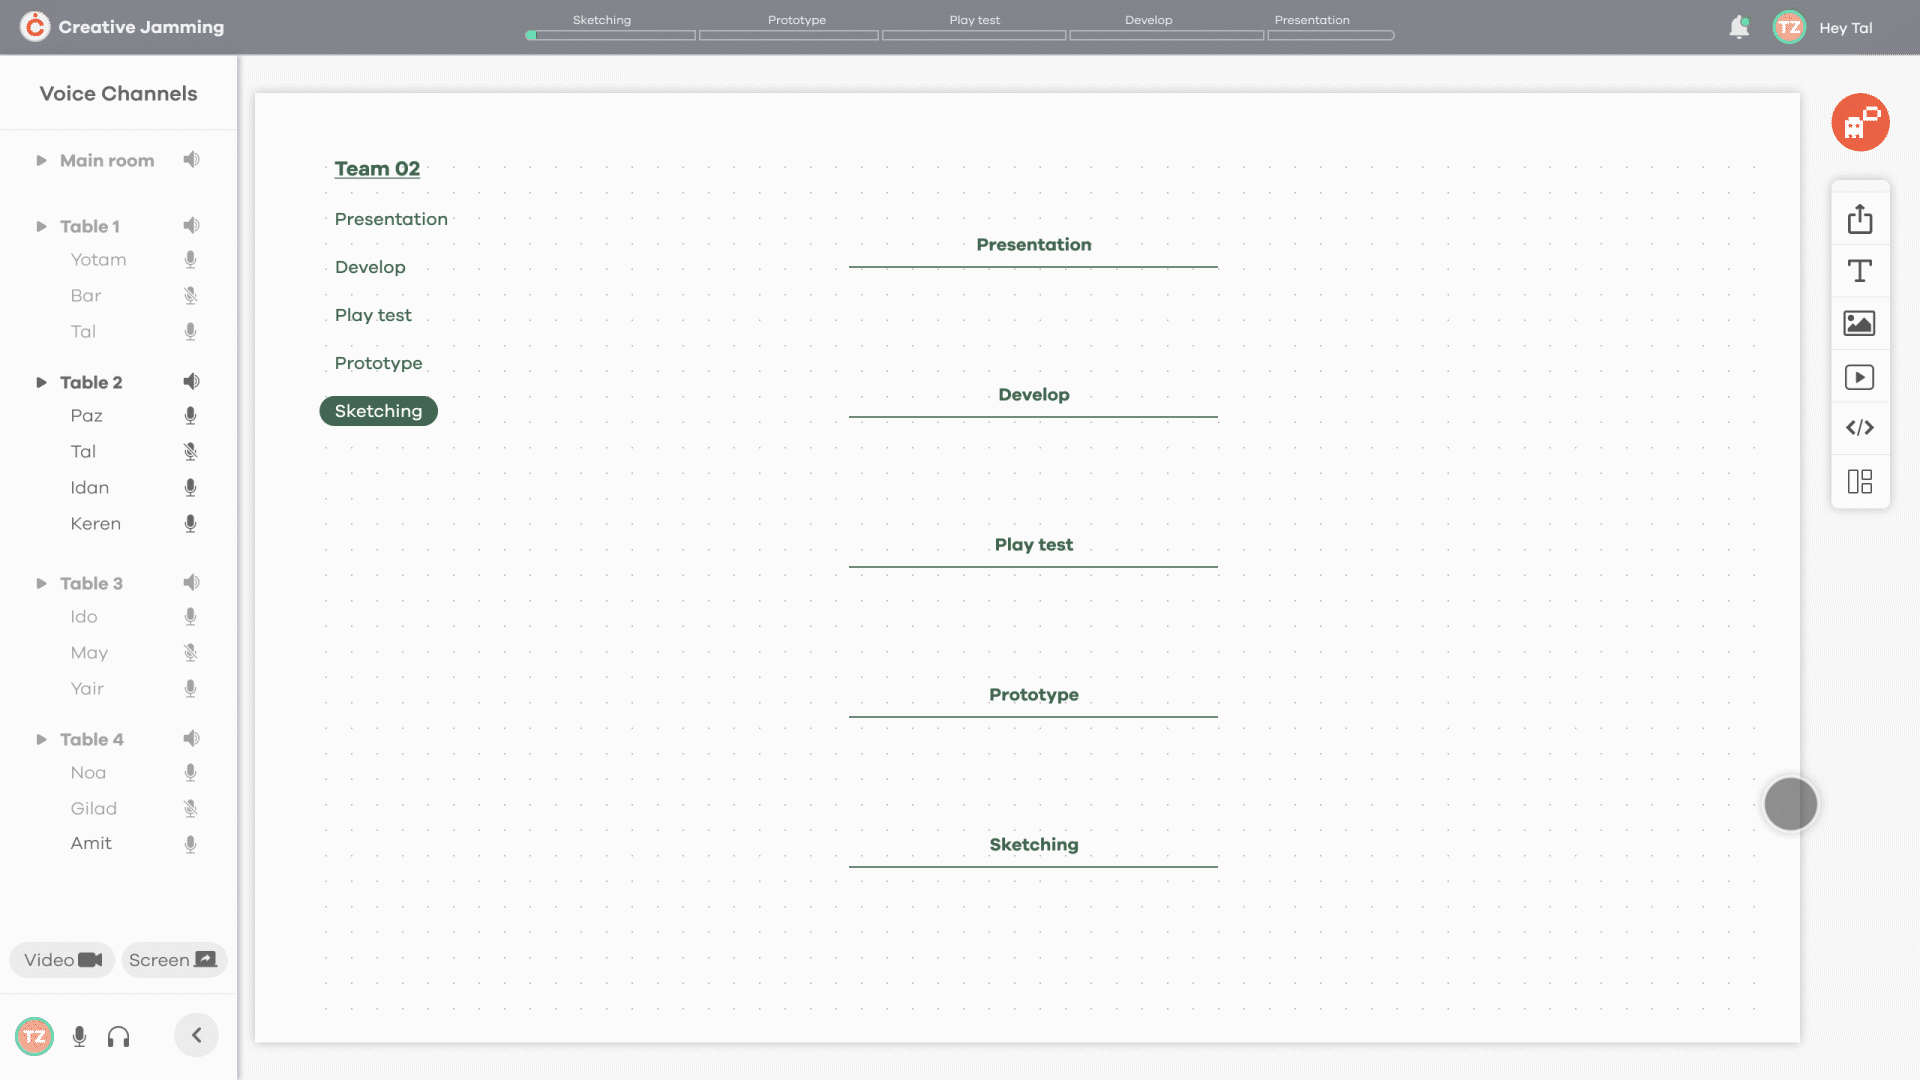 Creative Jamming
Sketching
Prototype
Play test
Develop
Presentation
TZ
Hey Tal
Voice Channels
Main room
Table 1
Yotam
Bar
Tal
Table 2
Paz
Tal
Idan
Keren
Table 3
Ido
May
Yair
Table 4
Noa
Gilad
Amit
Video
Screen
TZ
Team 02
Presentation
Develop
Play test
Prototype
Sketching
Presentation
Develop
Play test
Prototype
Sketching